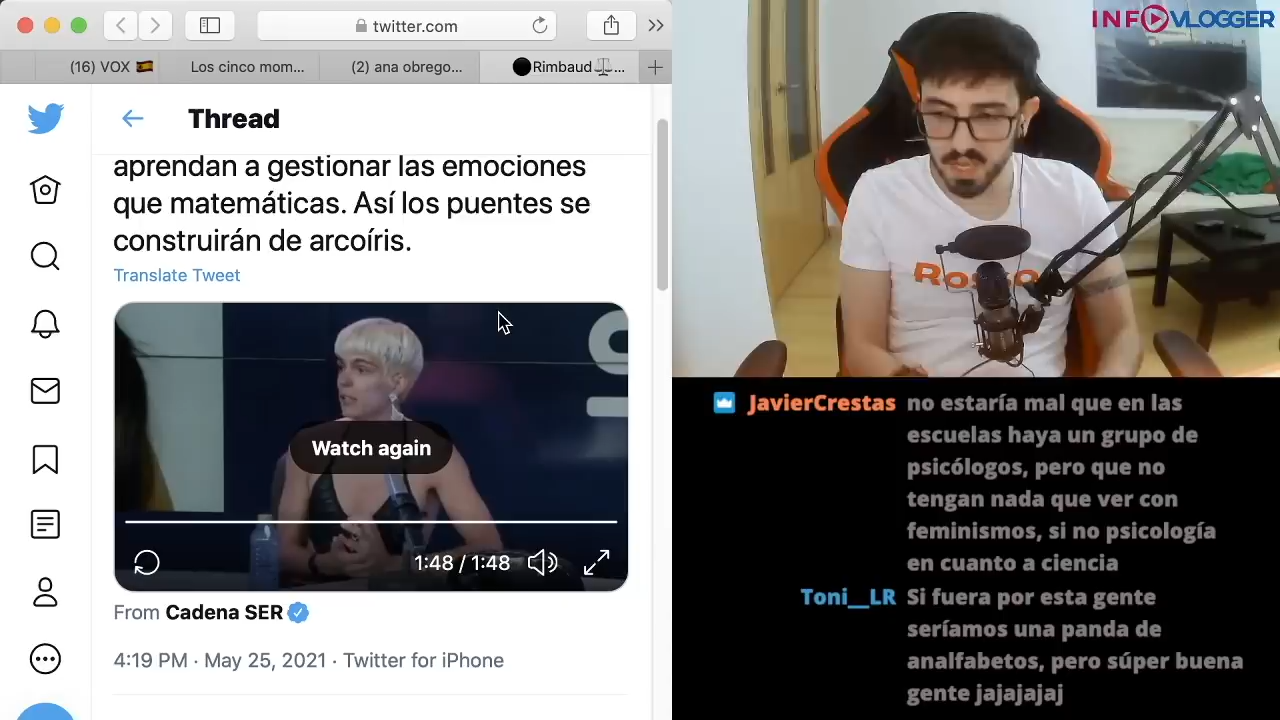 twitter.com
(16) VOX 🇪🇸
Los cinco mom...
(2) ana obrego...
Rimbaud
Thread
aprendan a gestionar las emociones
que matemáticas. Así los puentes se
construirán de arcoíris.
Translate Tweet
Watch again
1:48 / 1:48
From Cadena SER
4:19 PM · May 25, 2021 · Twitter for iPhone
INFOVLOGGER
JavierCrestas no estaría mal que en las
escuelas haya un grupo de
psicólogos, pero que no
tengan nada que ver con
feminismos, si no psicología
en cuanto a ciencia
Toni__LR Si fuera por esta gente
seríamos una panda de
analfabetos, pero súper buena
gente jajajajaj